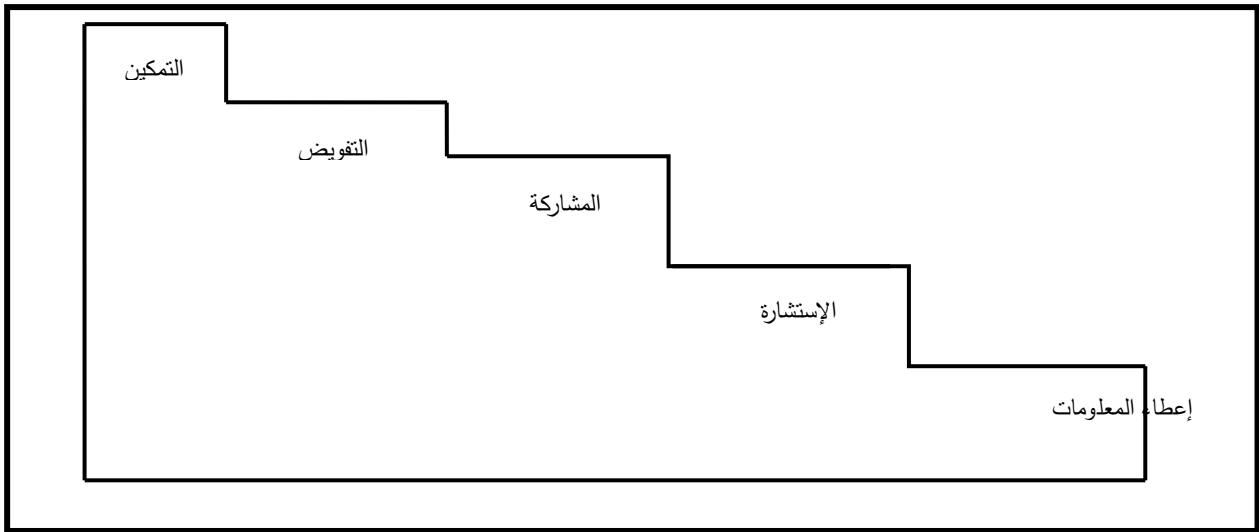 التمكين
التفويض
المشاركة
الإستشارة
إعطاء المعلومات